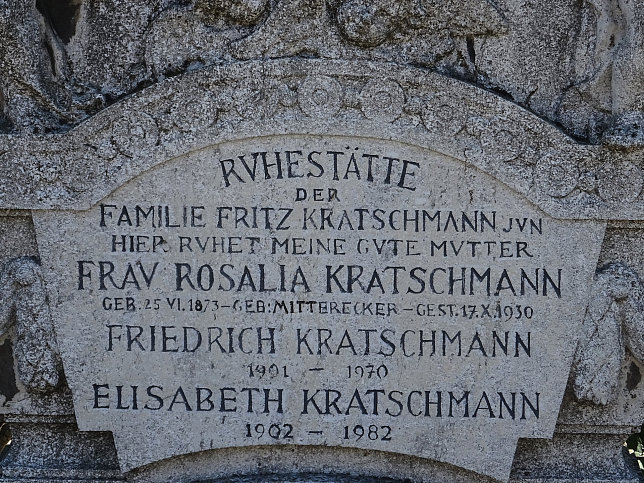 RVHESTÄTTE
DER
FAMILIE FRITZ KRATSCHMANN JVN
HIER RVHET MEINE GVTE MVTTER
FRAV ROSALIA KRATSCHMANN
GEB. 25 VI. 1873 - GEB: MITTERECKER - GEST. 17. X. 1930
FRIEDRICH KRATSCHMANN
1901 - 1970
ELISABETH KRATSCHMANN
1902 - 1982